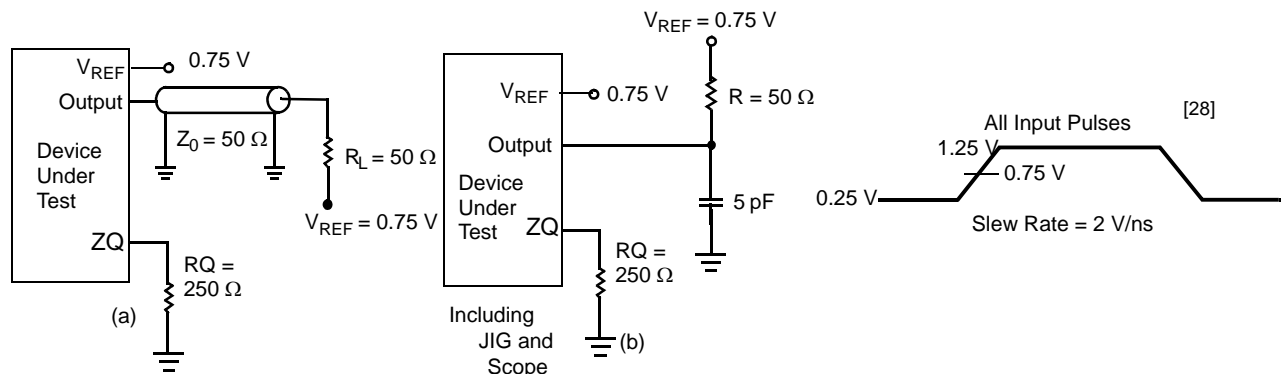 V_REF
0.75 V
Output
Z_0 = 50 Ω
Device
Under
Test
R_L = 50 Ω
V_REF = 0.75 V
ZQ
RQ =
250 Ω
(a)
V_REF = 0.75 V
R = 50 Ω
V_REF
0.75 V
Output
Device
Under
Test
5 pF
ZQ
RQ =
250 Ω
Including
JIG and
Scope
(b)
[28]
All Input Pulses
1.25 V
0.75 V
0.25 V
Slew Rate = 2 V/ns